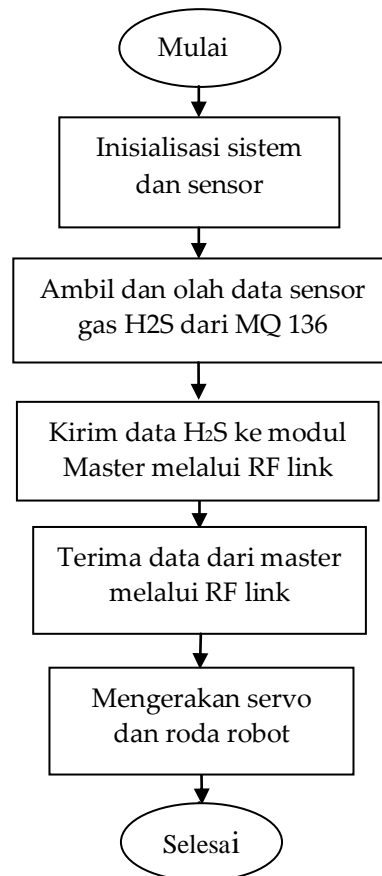 Mulai
Inisialisasi sistem
dan sensor
Ambil dan olah data sensor
gas H2S dari MQ 136
Kirim data H₂S ke modul
Master melalui RF link
Terima data dari master
melalui RF link
Mengerakan servo
dan roda robot
Selesai